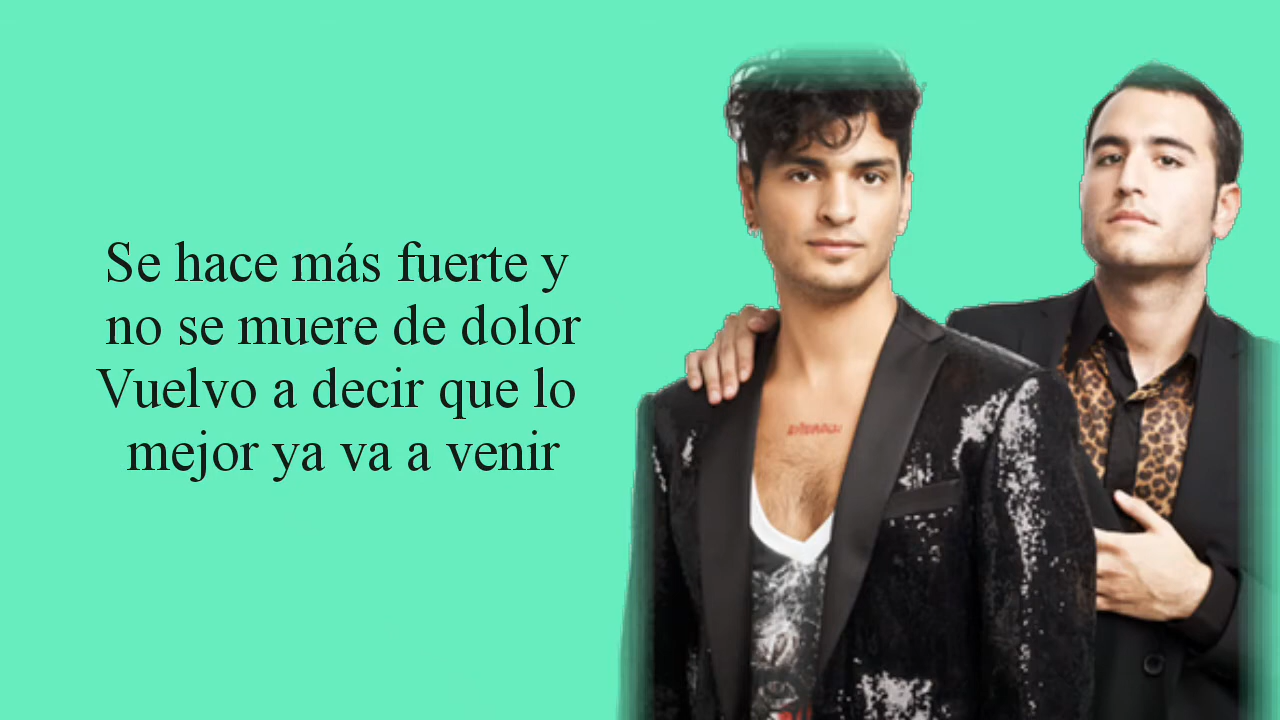 Se hace más fuerte y
no se muere de dolor
Vuelvo a decir que lo
mejor ya va a venir